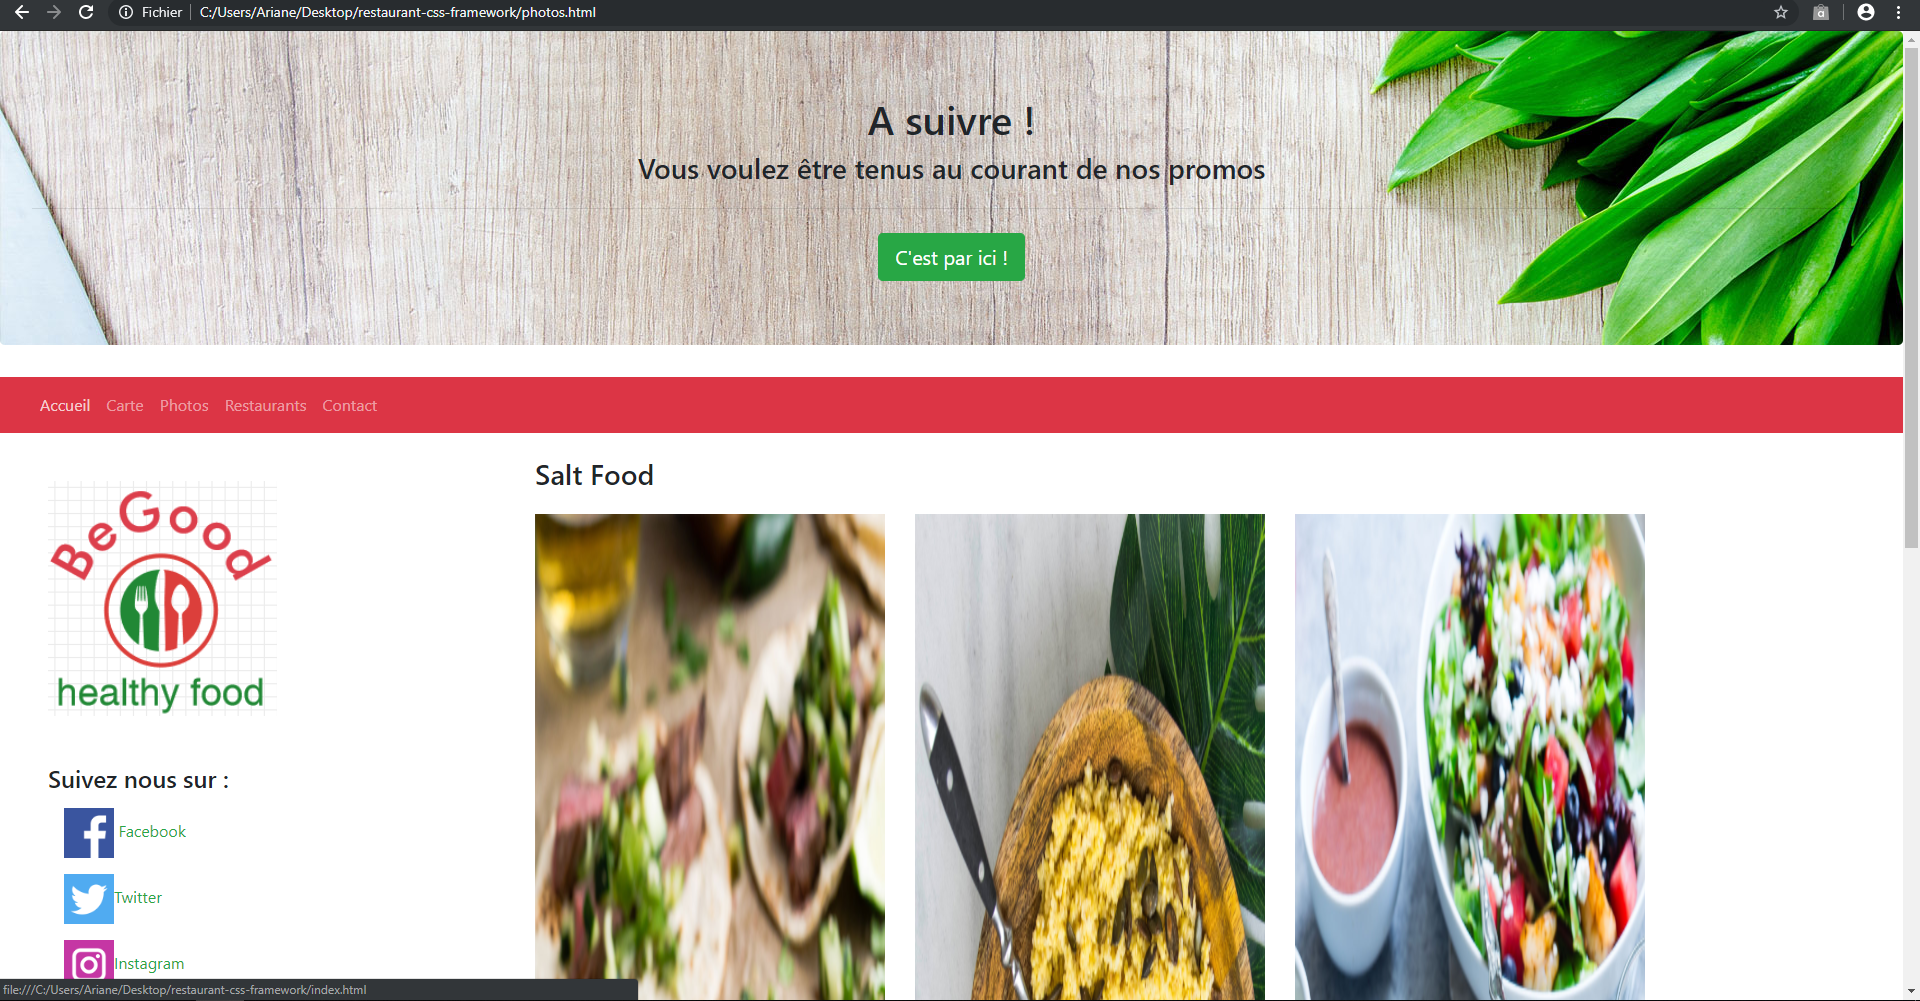 Fichier C:/Users/Ariane/Desktop/restaurant-css-framework/photos.html
A suivre !
Vous voulez être tenus au courant de nos promos
C'est par ici !
Accueil Carte Photos Restaurants Contact
Salt Food
BeGood
healthy food
Suivez nous sur :
Facebook
Twitter
Instagram
file:///C:/Users/Ariane/Desktop/restaurant-css-framework/index.html